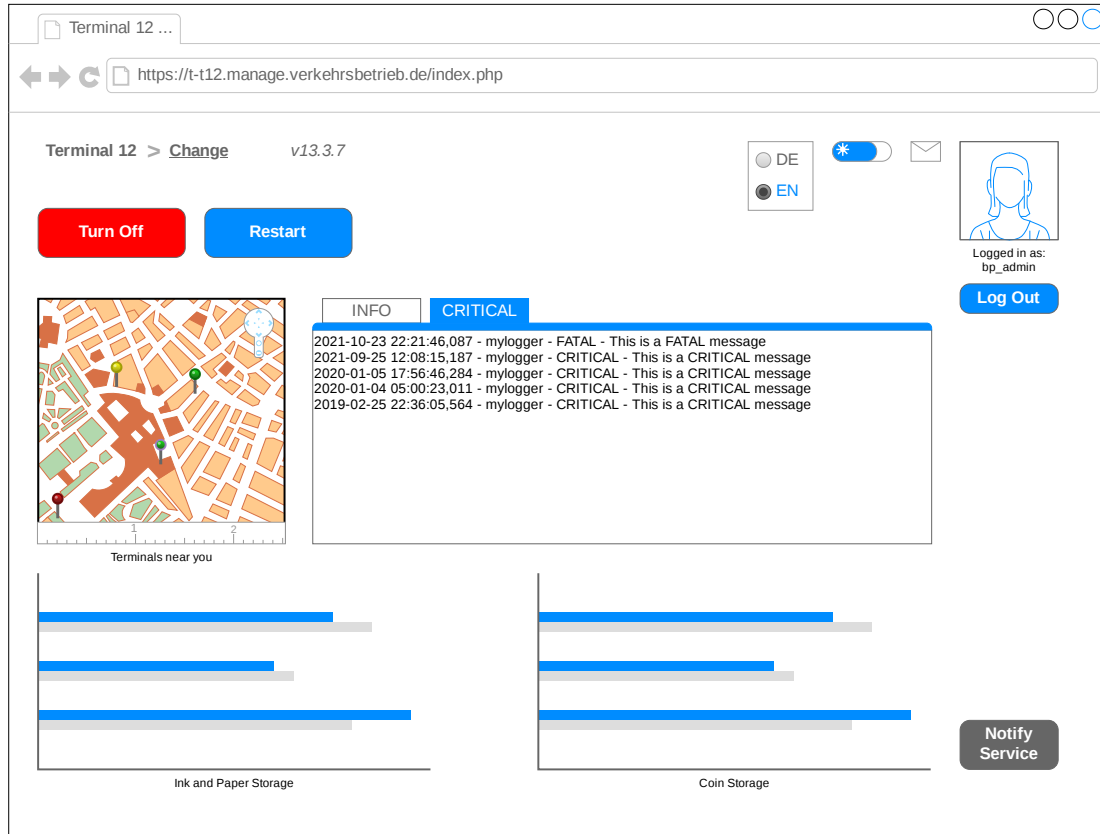 Terminal 12 ...
https://t-t12.manage.verkehrsbetrieb.de/index.php
Terminal 12 > Change v13.3.7
DE
EN
Turn Off Restart
Logged in as:
bp_admin
Log Out
INFO CRITICAL
2021-10-23 22:21:46,087 - mylogger - FATAL - This is a FATAL message
2021-09-25 12:08:15,187 - mylogger - CRITICAL - This is a CRITICAL message
2020-01-05 17:56:46,284 - mylogger - CRITICAL - This is a CRITICAL message
2020-01-04 05:00:23,011 - mylogger - CRITICAL - This is a CRITICAL message
2019-02-25 22:36:05,564 - mylogger - CRITICAL - This is a CRITICAL message
1 2
Terminals near you
Ink and Paper Storage
Coin Storage
Notify
Service